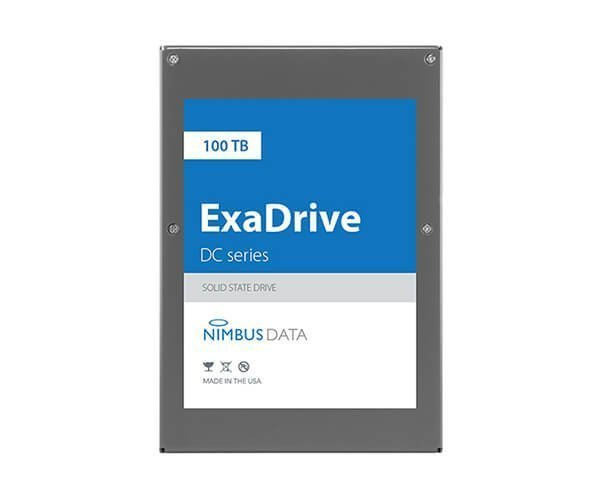 100 TB
ExaDrive
DC series
SOLID STATE DRIVE
NIMBUS DATA
MADE IN THE USA